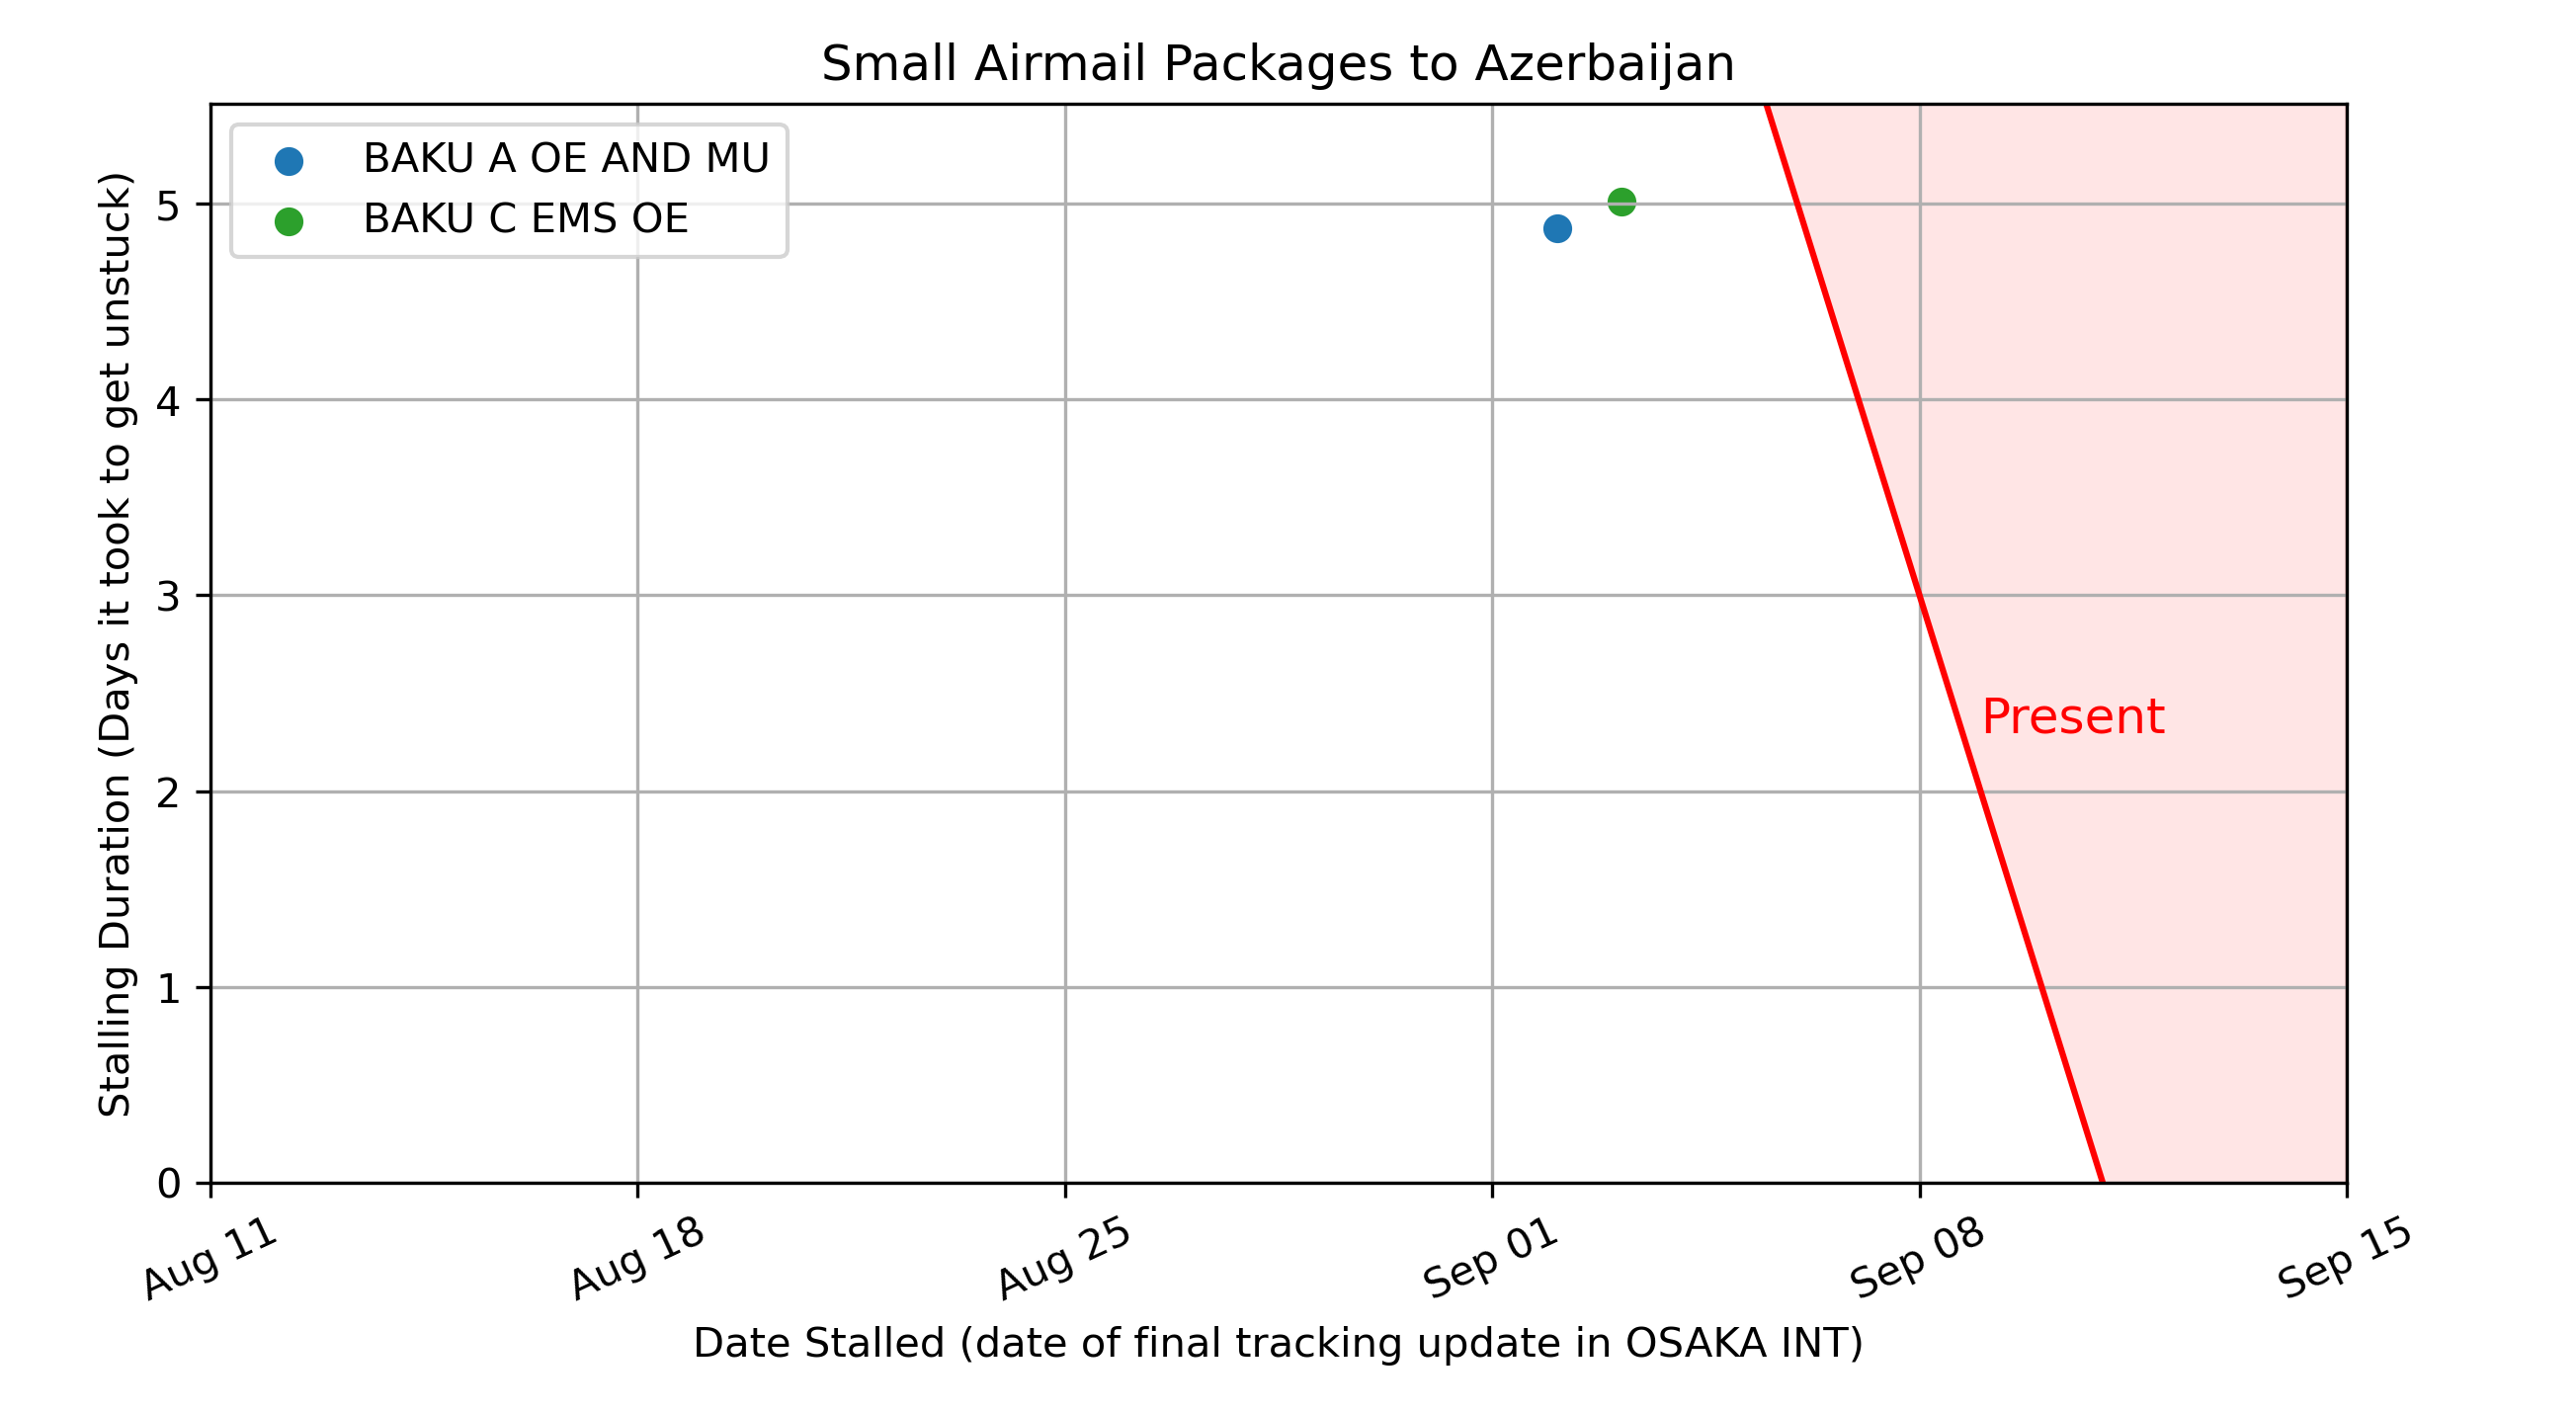 Small Airmail Packages to Azerbaijan
BAKU A OE AND MU
BAKU C EMS OE
Stalling Duration (Days it took to get unstuck)
5
4
3
2
1
0
Present
Aug 11
Aug 18
Aug 25
Sep 01
Sep 08
Sep 15
Date Stalled (date of final tracking update in OSAKA INT)